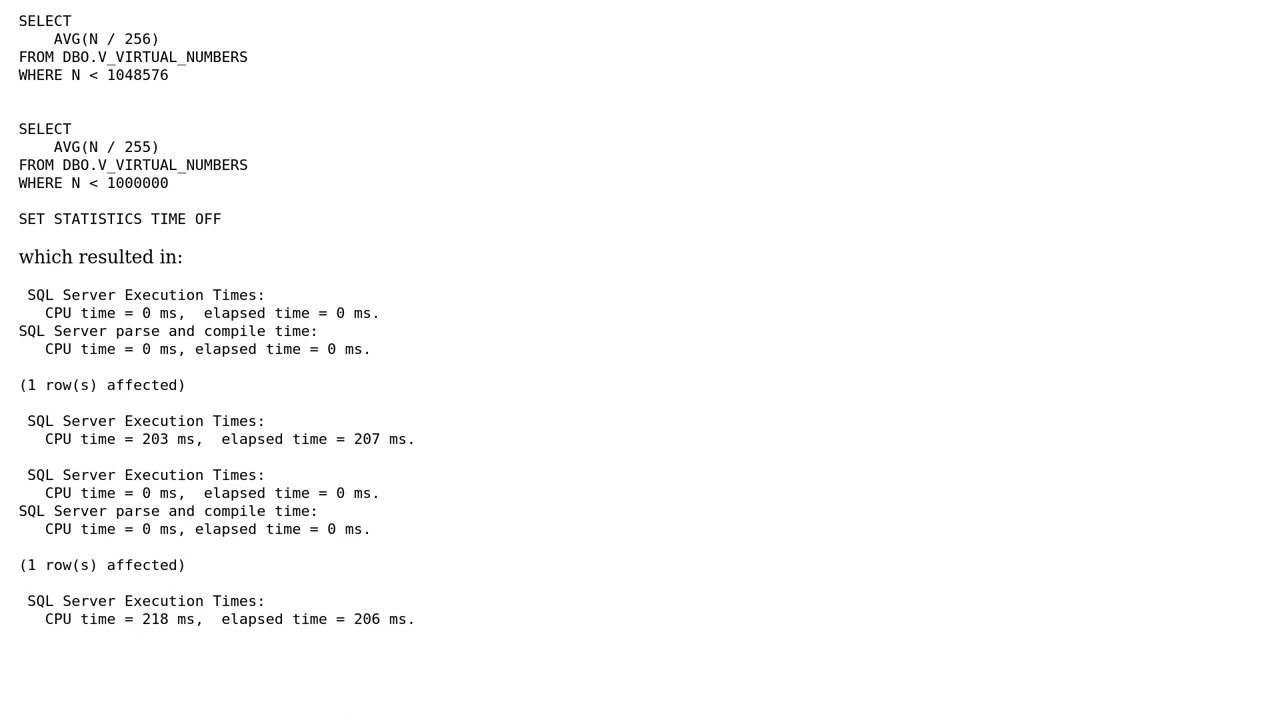 SELECT
    AVG(N / 256)
FROM DBO.V_VIRTUAL_NUMBERS
WHERE N < 1048576
SELECT
    AVG(N / 255)
FROM DBO.V_VIRTUAL_NUMBERS
WHERE N < 1000000
SET STATISTICS TIME OFF
which resulted in:
 SQL Server Execution Times:
   CPU time = 0 ms,  elapsed time = 0 ms.
SQL Server parse and compile time:
   CPU time = 0 ms, elapsed time = 0 ms.
(1 row(s) affected)
 SQL Server Execution Times:
   CPU time = 203 ms,  elapsed time = 207 ms.
 SQL Server Execution Times:
   CPU time = 0 ms,  elapsed time = 0 ms.
SQL Server parse and compile time:
   CPU time = 0 ms, elapsed time = 0 ms.
(1 row(s) affected)
 SQL Server Execution Times:
   CPU time = 218 ms,  elapsed time = 206 ms.